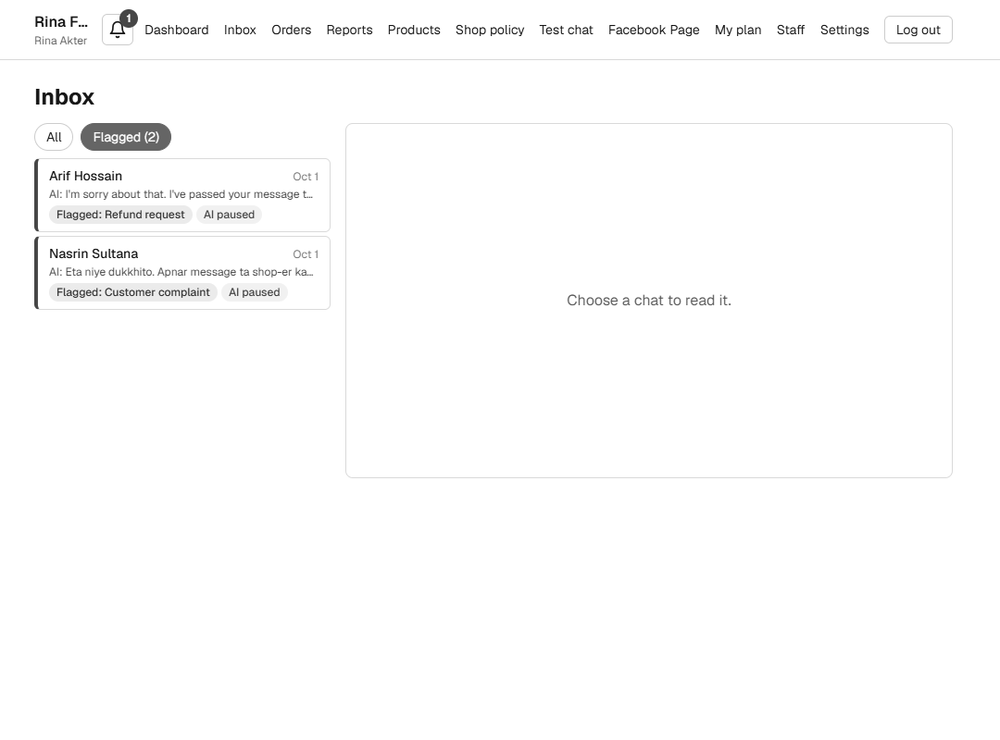 Rina F...
Rina Akter
1
Dashboard Inbox Orders Reports Products Shop policy Test chat Facebook Page My plan Staff Settings Log out
Inbox
All Flagged (2)
Arif Hossain Oct 1
AI: I'm sorry about that. I've passed your message t...
Flagged: Refund request AI paused
Nasrin Sultana Oct 1
AI: Eta niye dukkhito. Apnar message ta shop-er ka...
Flagged: Customer complaint AI paused
Choose a chat to read it.